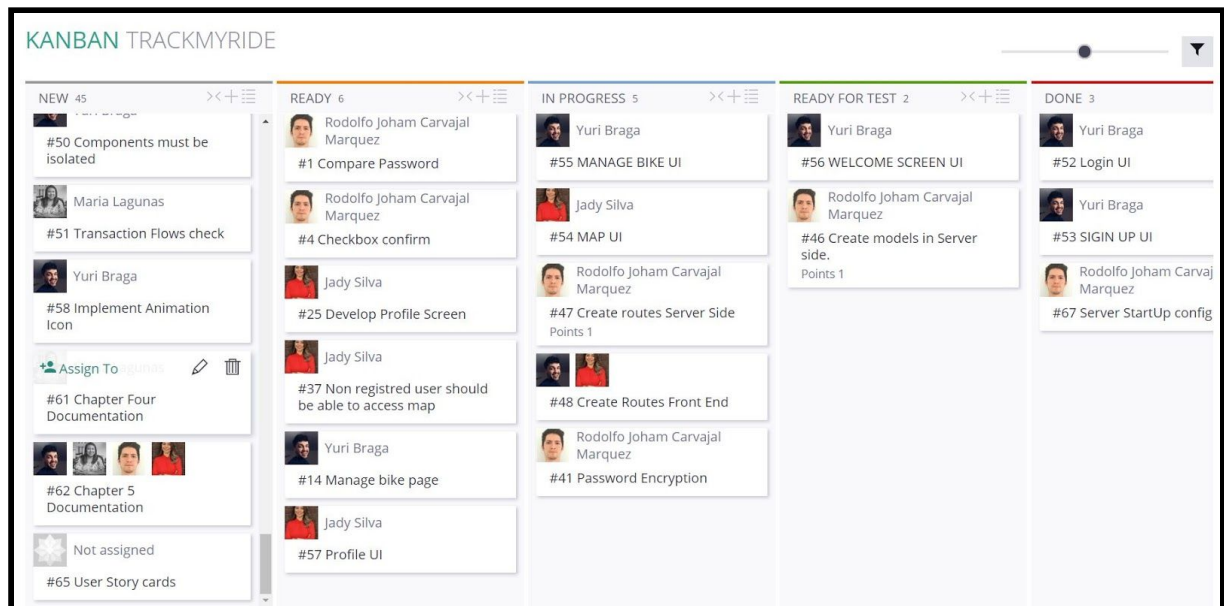 KANBAN TRACKMYRIDE
NEW 45
#50 Components must be
isolated
Maria Lagunas
#51 Transaction Flows check
Yuri Braga
#58 Implement Animation
Icon
Assign To
#61 Chapter Four
Documentation
#62 Chapter 5
Documentation
Not assigned
#65 User Story cards
READY 6
Rodolfo Joham Carvajal
Marquez
#1 Compare Password
Rodolfo Joham Carvajal
Marquez
#4 Checkbox confirm
Jady Silva
#25 Develop Profile Screen
Jady Silva
#37 Non registred user should
be able to access map
Yuri Braga
#14 Manage bike page
Jady Silva
#57 Profile UI
IN PROGRESS 5
Yuri Braga
#55 MANAGE BIKE UI
Jady Silva
#54 MAP UI
Rodolfo Joham Carvajal
Marquez
#47 Create routes Server Side
Points 1
#48 Create Routes Front End
Rodolfo Joham Carvajal
Marquez
#41 Password Encryption
READY FOR TEST 2
Yuri Braga
#56 WELCOME SCREEN UI
Rodolfo Joham Carvajal
Marquez
#46 Create models in Server
side.
Points 1
DONE 3
Yuri Braga
#52 Login UI
Yuri Braga
#53 SIGIN UP UI
Rodolfo Joham Carvaj
Marquez
#67 Server StartUp config